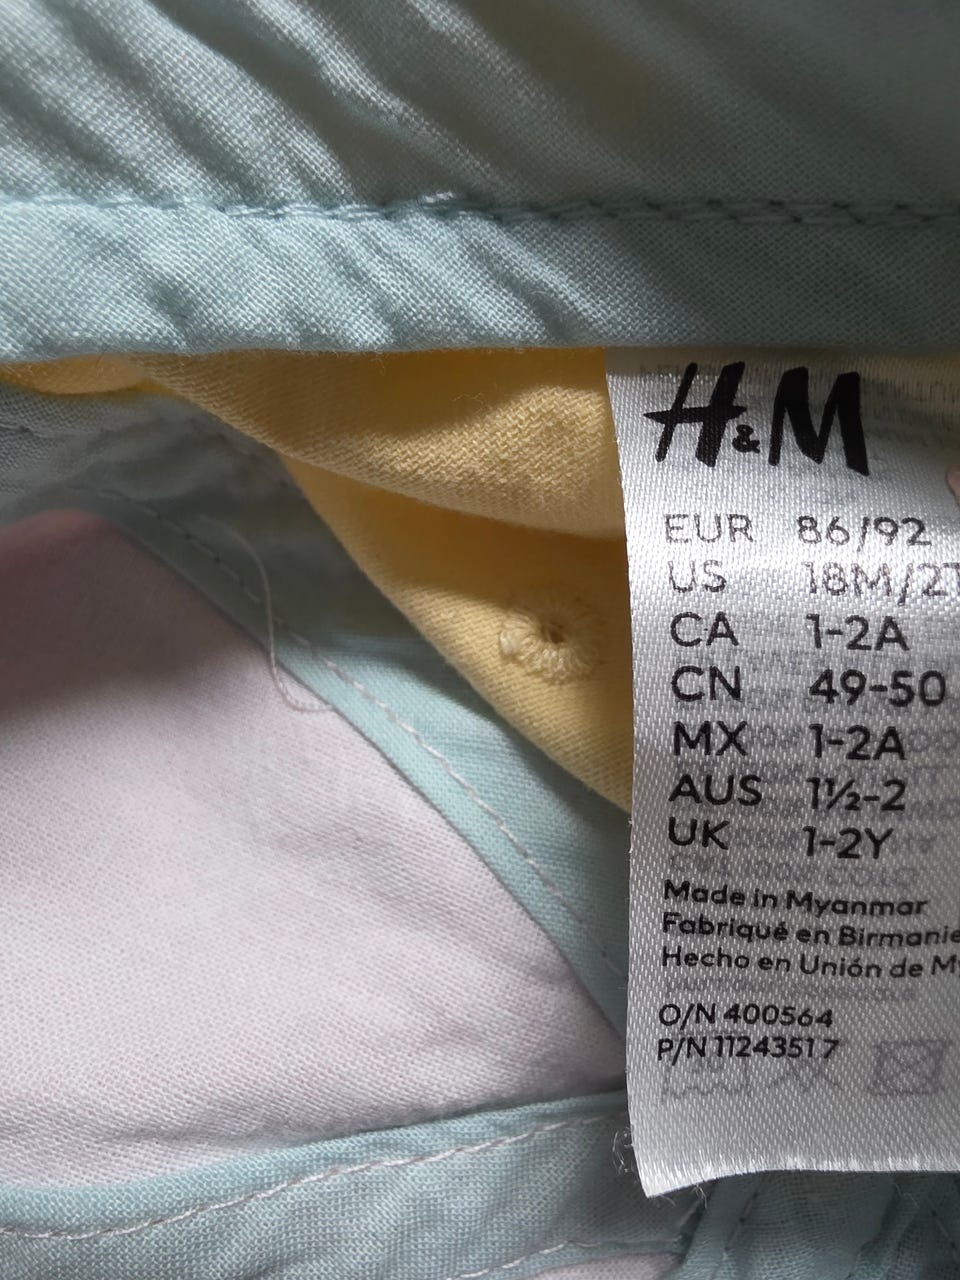 H&M
EUR 86/92
US 18M/2T
CA 1-2A
CN 49-50
MX 1-2A
AUS 1½-2
UK 1-2Y
Made in Myanmar
Fabriqué en Birmanie
Hecho en Unión de
O/N 400564
P/N 11243517